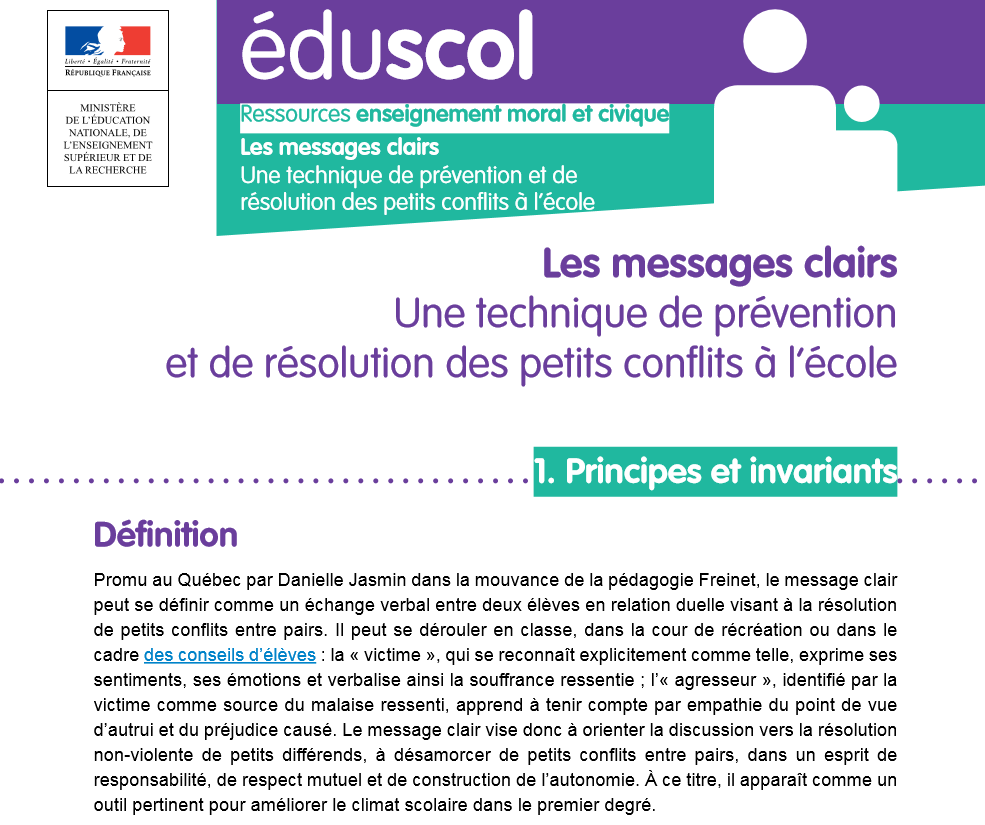 Liberté • Égalité • Fraternité
RÉPUBLIQUE FRANÇAISE
MINISTÈRE
DE L'ÉDUCATION
NATIONALE, DE
L'ENSEIGNEMENT
SUPÉRIEUR ET DE
LA RECHERCHE
éduscol
Ressources enseignement moral et civique
Les messages clairs
Une technique de prévention et de
résolution des petits conflits à l'école
Les messages clairs
Une technique de prévention
et de résolution des petits conflits à l'école
1. Principes et invariants
Définition
Promu au Québec par Danielle Jasmin dans la mouvance de la pédagogie Freinet, le message clair
peut se définir comme un échange verbal entre deux élèves en relation duelle visant à la résolution
de petits conflits entre pairs. Il peut se dérouler en classe, dans la cour de récréation ou dans le
cadre des conseils d'élèves : la « victime », qui se reconnaît explicitement comme telle, exprime ses
sentiments, ses émotions et verbalise ainsi la souffrance ressentie ; l'« agresseur », identifié par la
victime comme source du malaise ressenti, apprend à tenir compte par empathie du point de vue
d'autrui et du préjudice causé. Le message clair vise donc à orienter la discussion vers la résolution
non-violente de petits différends, à désamorcer de petits conflits entre pairs, dans un esprit de
responsabilité, de respect mutuel et de construction de l'autonomie. À ce titre, il apparaît comme un
outil pertinent pour améliorer le climat scolaire dans le premier degré.